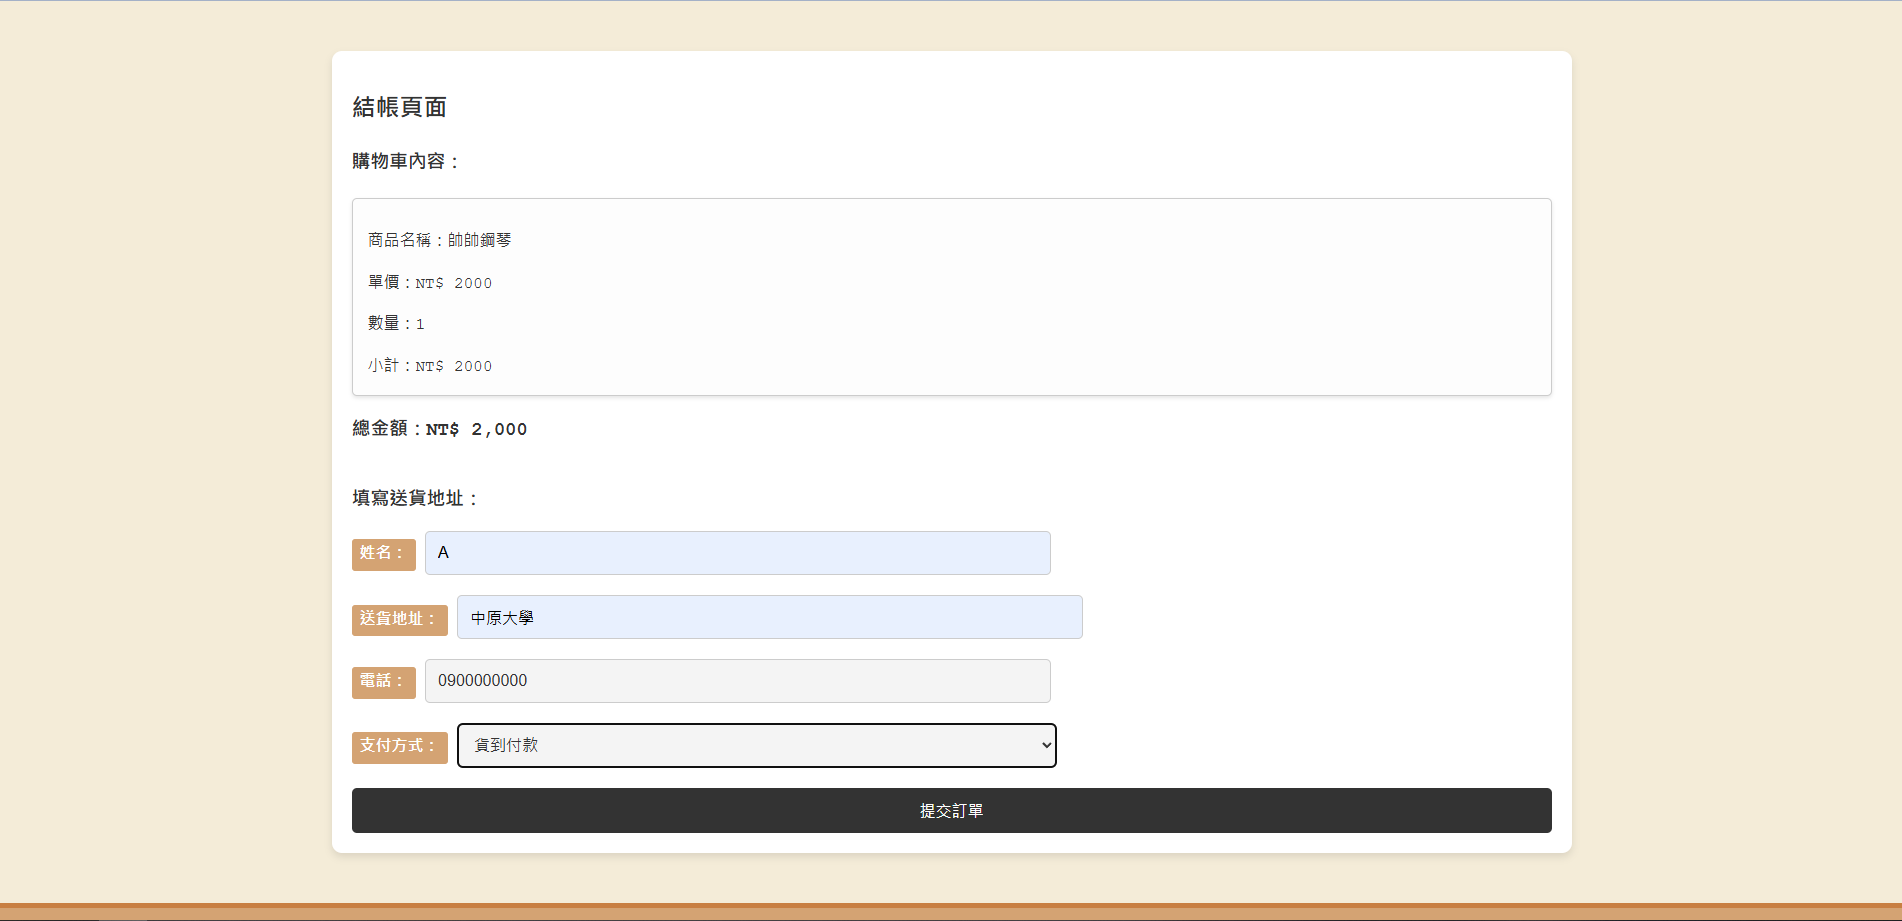 結帳頁面
購物車內容：
商品名稱：帥帥鋼琴
單價：NT$ 2000
數量：1
小計：NT$ 2000
總金額：NT$ 2,000
填寫送貨地址：
姓名： A
送貨地址： 中原大學
電話： 0900000000
支付方式： 貨到付款
提交訂單